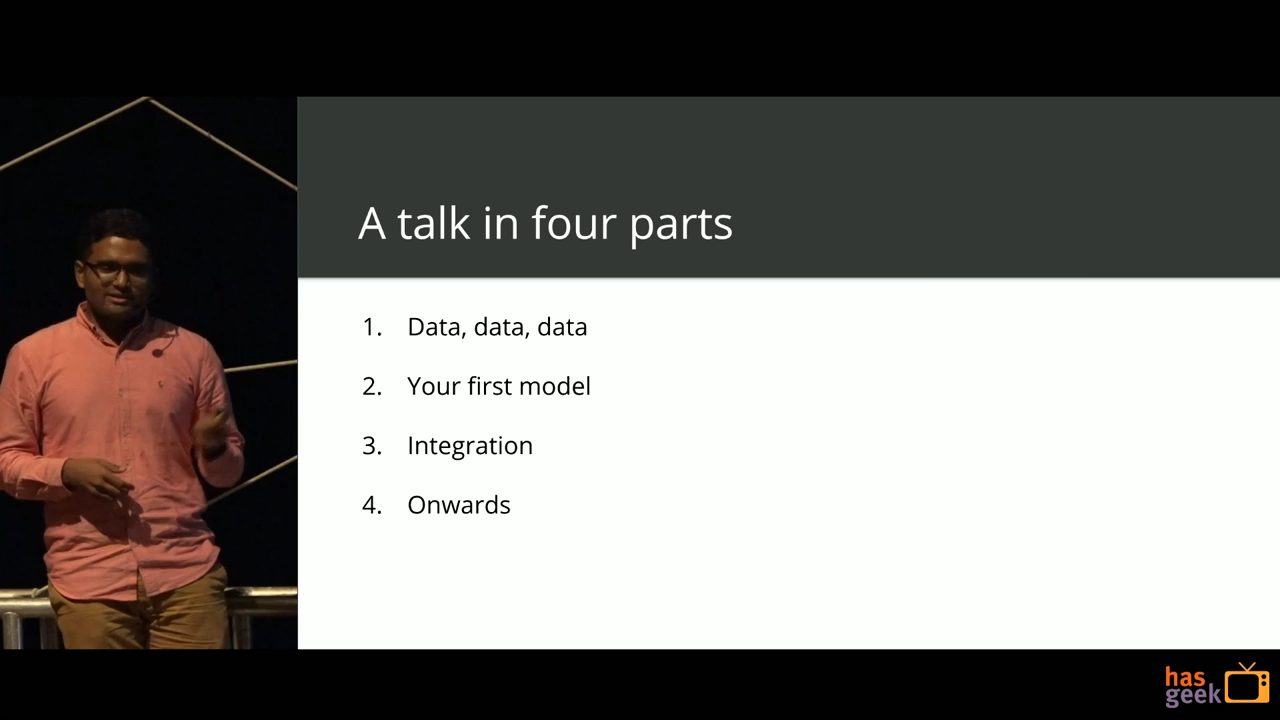 A talk in four parts
1. Data, data, data
2. Your first model
3. Integration
4. Onwards
has
geek